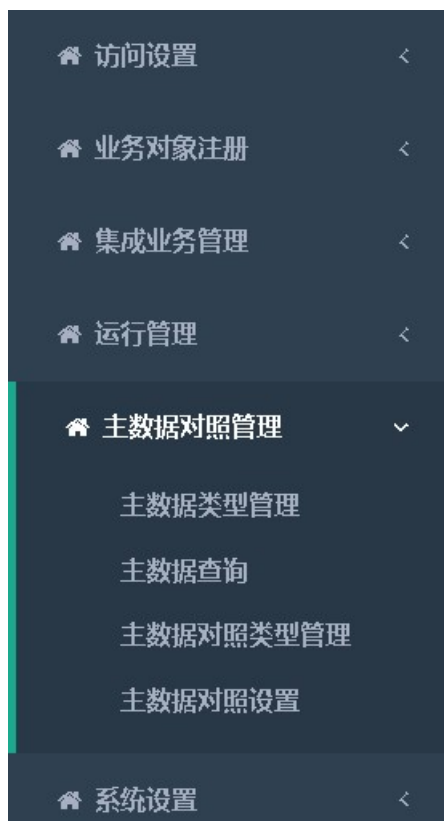 访问设置
业务对象注册
集成业务管理
运行管理
主数据对照管理
主数据类型管理
主数据查询
主数据对照类型管理
主数据对照设置
系统设置